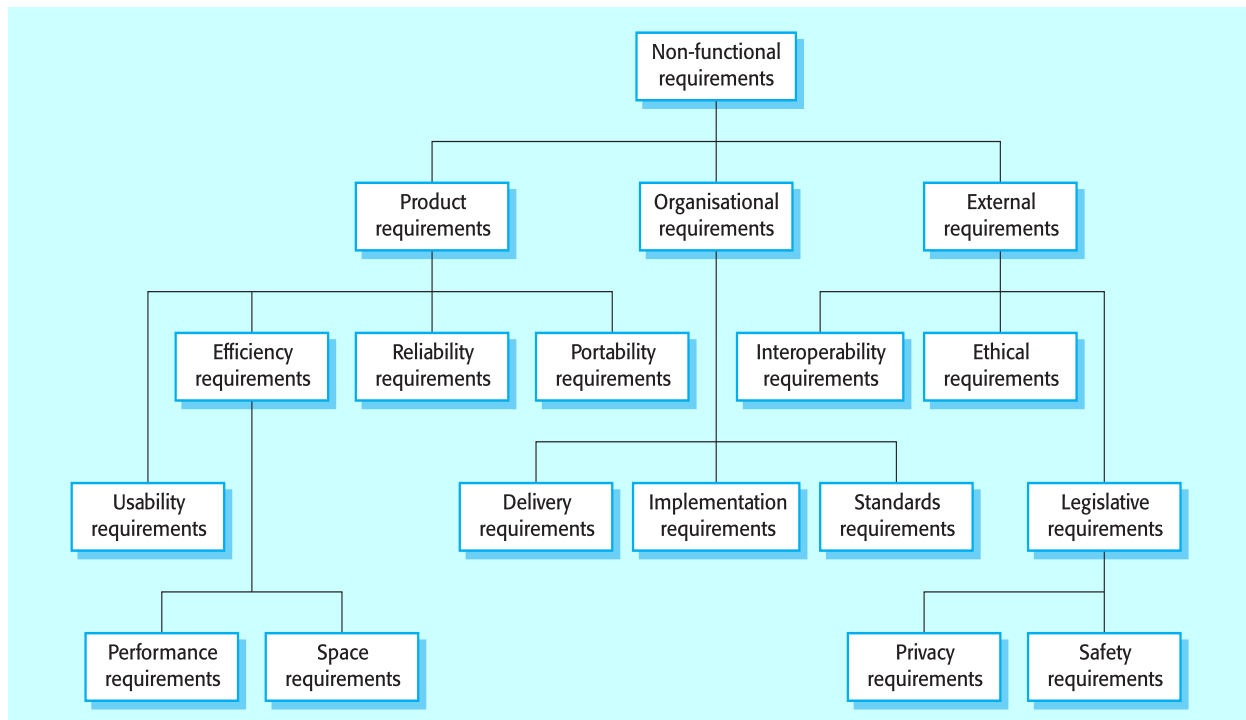 Non-functional
requirements
Product
requirements
Organisational
requirements
External
requirements
Efficiency
requirements
Reliability
requirements
Portability
requirements
Interoperability
requirements
Ethical
requirements
Usability
requirements
Delivery
requirements
Implementation
requirements
Standards
requirements
Legislative
requirements
Performance
requirements
Space
requirements
Privacy
requirements
Safety
requirements